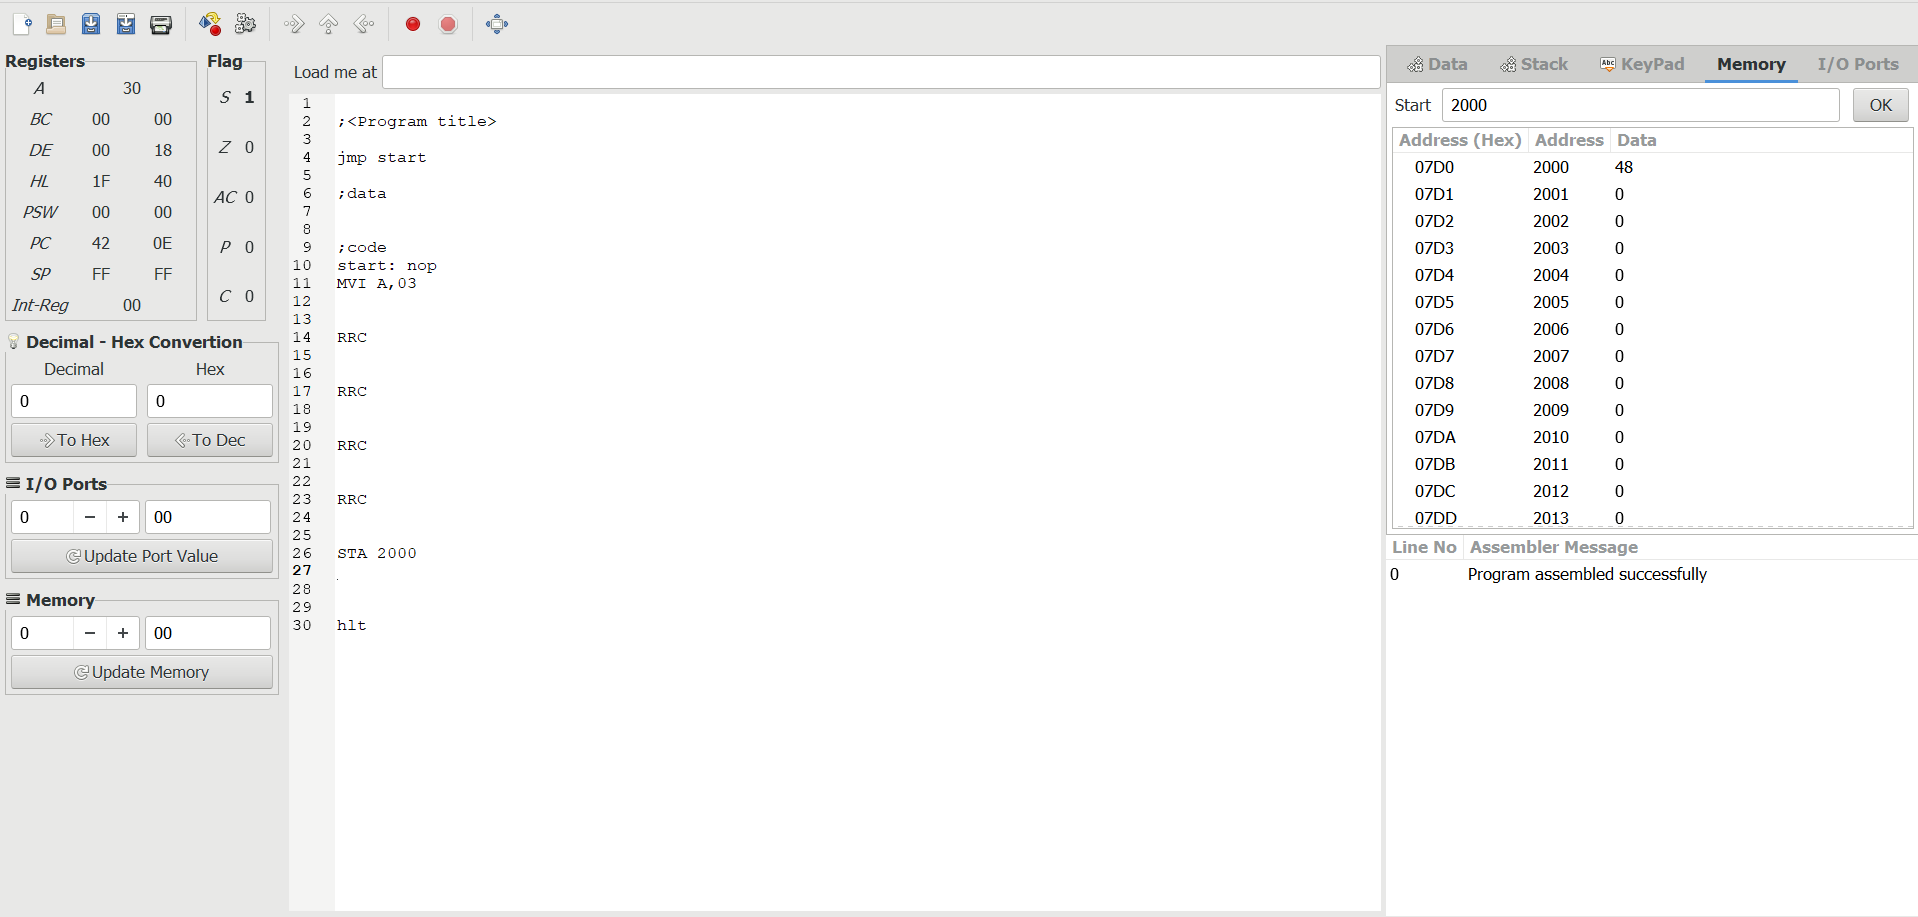 Registers
A 30
BC 00 00
DE 00 18
HL 1F 40
PSW 00 00
PC 42 0E
SP FF FF
Int-Reg 00
Flag
S 1
Z 0
AC 0
P 0
C 0
Decimal - Hex Convertion
Decimal Hex
0 0
To Hex To Dec
I/O Ports
0 − + 00
Update Port Value
Memory
0 − + 00
Update Memory
Load me at
1
2 ;<Program title>
3
4 jmp start
5
6 ;data
7
8
9 ;code
10 start: nop
11 MVI A,03
12
13
14 RRC
15
16
17 RRC
18
19
20 RRC
21
22
23 RRC
24
25
26 STA 2000
27
28
29
30 hlt
Data Stack Abc KeyPad Memory I/O Ports
Start 2000 OK
Address (Hex) Address Data
07D0 2000 48
07D1 2001 0
07D2 2002 0
07D3 2003 0
07D4 2004 0
07D5 2005 0
07D6 2006 0
07D7 2007 0
07D8 2008 0
07D9 2009 0
07DA 2010 0
07DB 2011 0
07DC 2012 0
07DD 2013 0
Line No Assembler Message
0 Program assembled successfully